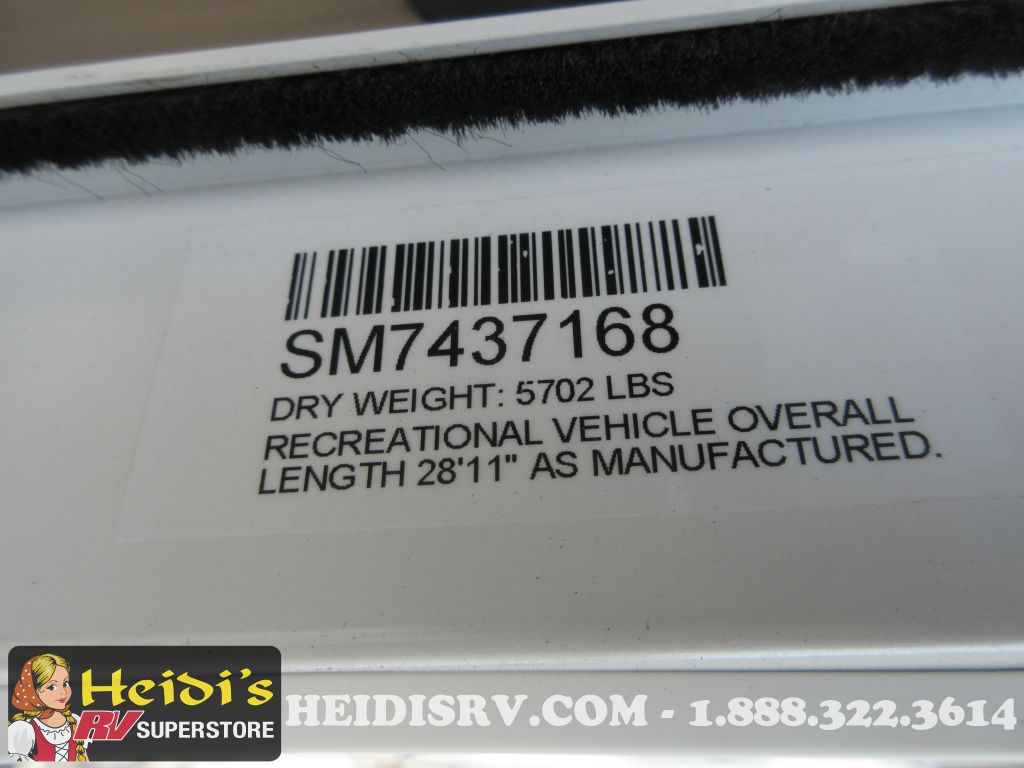 SM7437168
DRY WEIGHT: 5702 LBS
RECREATIONAL VEHICLE OVERALL
LENGTH 28'11" AS MANUFACTURED.
Heidi's
RV SUPERSTORE
HEIDISRV.COM - 1.888.322.3614